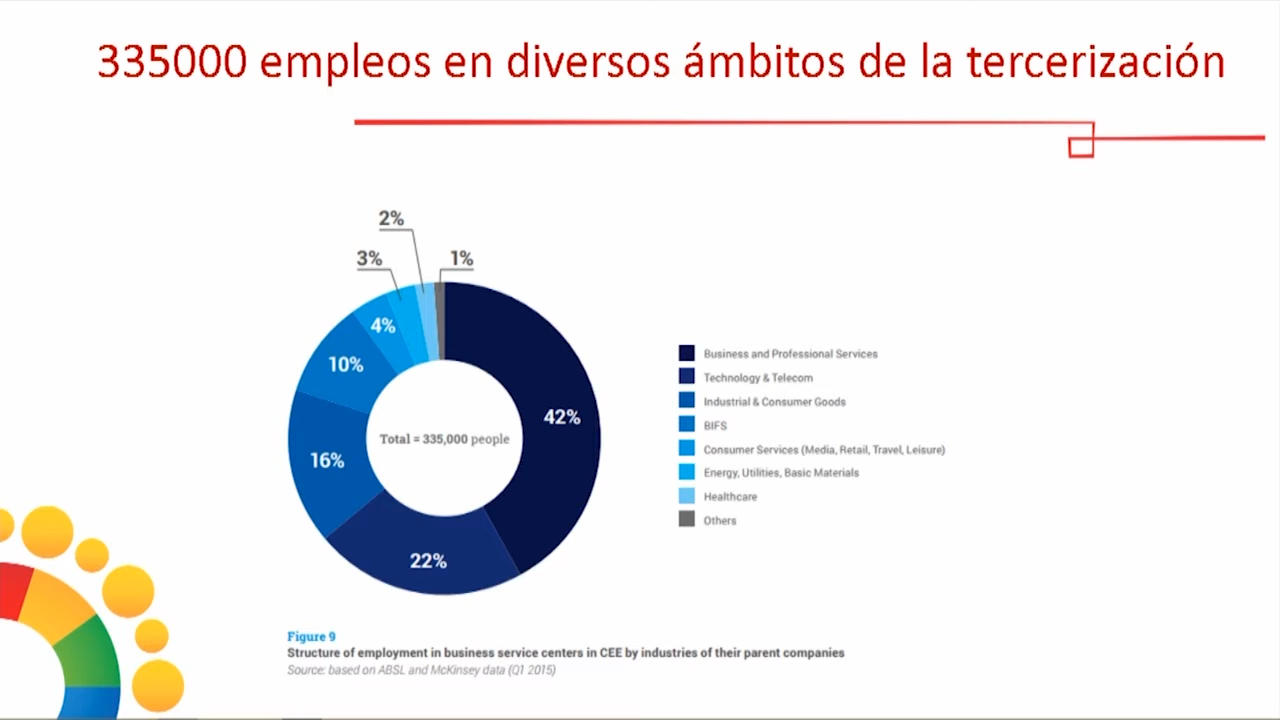 335000 empleos en diversos ámbitos de la tercerización
2%
3%
1%
4%
10%
42%
16%
22%
Total = 335,000 people
Business and Professional Services
Technology & Telecom
Industrial & Consumer Goods
BIFS
Consumer Services (Media, Retail, Travel, Leisure)
Energy, Utilities, Basic Materials
Healthcare
Others
Figure 9
Structure of employment in business service centers in CEE by industries of their parent companies
Source: based on ABSL and McKinsey data (Q1 2015)